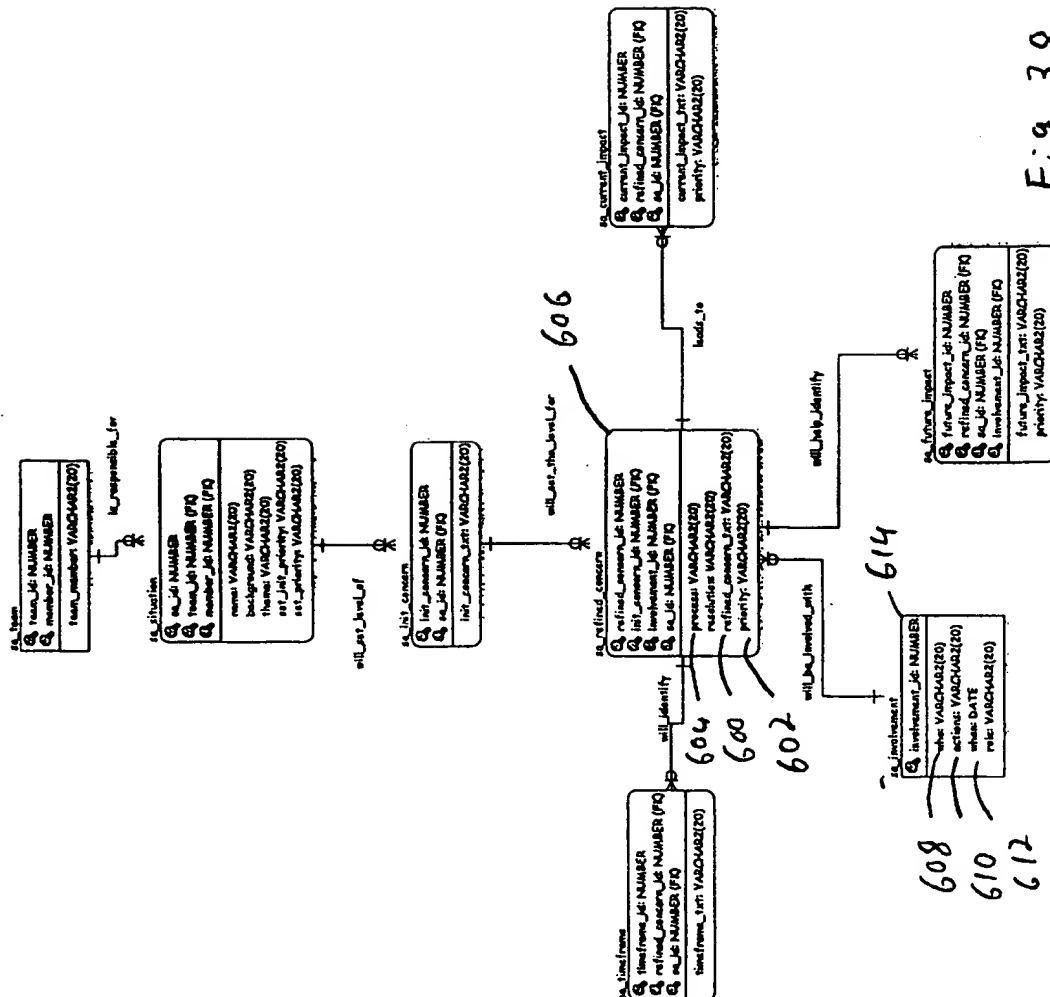 sa_team
team_id: NUMBER
member_id: NUMBER
team_member: VARCHAR2(20)
is_responsible_for
sa_situation
sa_id: NUMBER
team_id: NUMBER (FK)
member_id: NUMBER (FK)
name: VARCHAR2(20)
background: VARCHAR2(20)
theme: VARCHAR2(20)
set_init_priority: VARCHAR2(20)
set_priority: VARCHAR2(20)
will_set_level_of
sa_init_concern
init_concern_id: NUMBER
sa_id: NUMBER (FK)
init_concern_txt: VARCHAR2(20)
will_set_the_level_for
606
sa_refined_concern
refined_concern_id: NUMBER
init_concern_id: NUMBER (FK)
involvement_id: NUMBER (FK)
sa_id: NUMBER (FK)
process: VARCHAR2(20)
resolution: VARCHAR2(20)
refined_concern_txt: VARCHAR2(20)
priority: VARCHAR2(20)
604
600
602
leads_to
sa_current_impact
current_impact_id: NUMBER
refined_concern_id: NUMBER (FK)
sa_id: NUMBER (FK)
current_impact_txt: VARCHAR2(20)
priority: VARCHAR2(20)
will_identify
sa_timeframe
timeframe_id: NUMBER
refined_concern_id: NUMBER (FK)
sa_id: NUMBER (FK)
timeframe_txt: VARCHAR2(20)
will_be_involved_with
614
sa_involvement
involvement_id: NUMBER
who: VARCHAR2(20)
actions: VARCHAR2(20)
when: DATE
role: VARCHAR2(20)
608
610
612
will_help_identify
sa_future_impact
future_impact_id: NUMBER
refined_concern_id: NUMBER (FK)
sa_id: NUMBER (FK)
involvement_id: NUMBER (FK)
future_impact_txt: VARCHAR2(20)
priority: VARCHAR2(20)
Fig 30